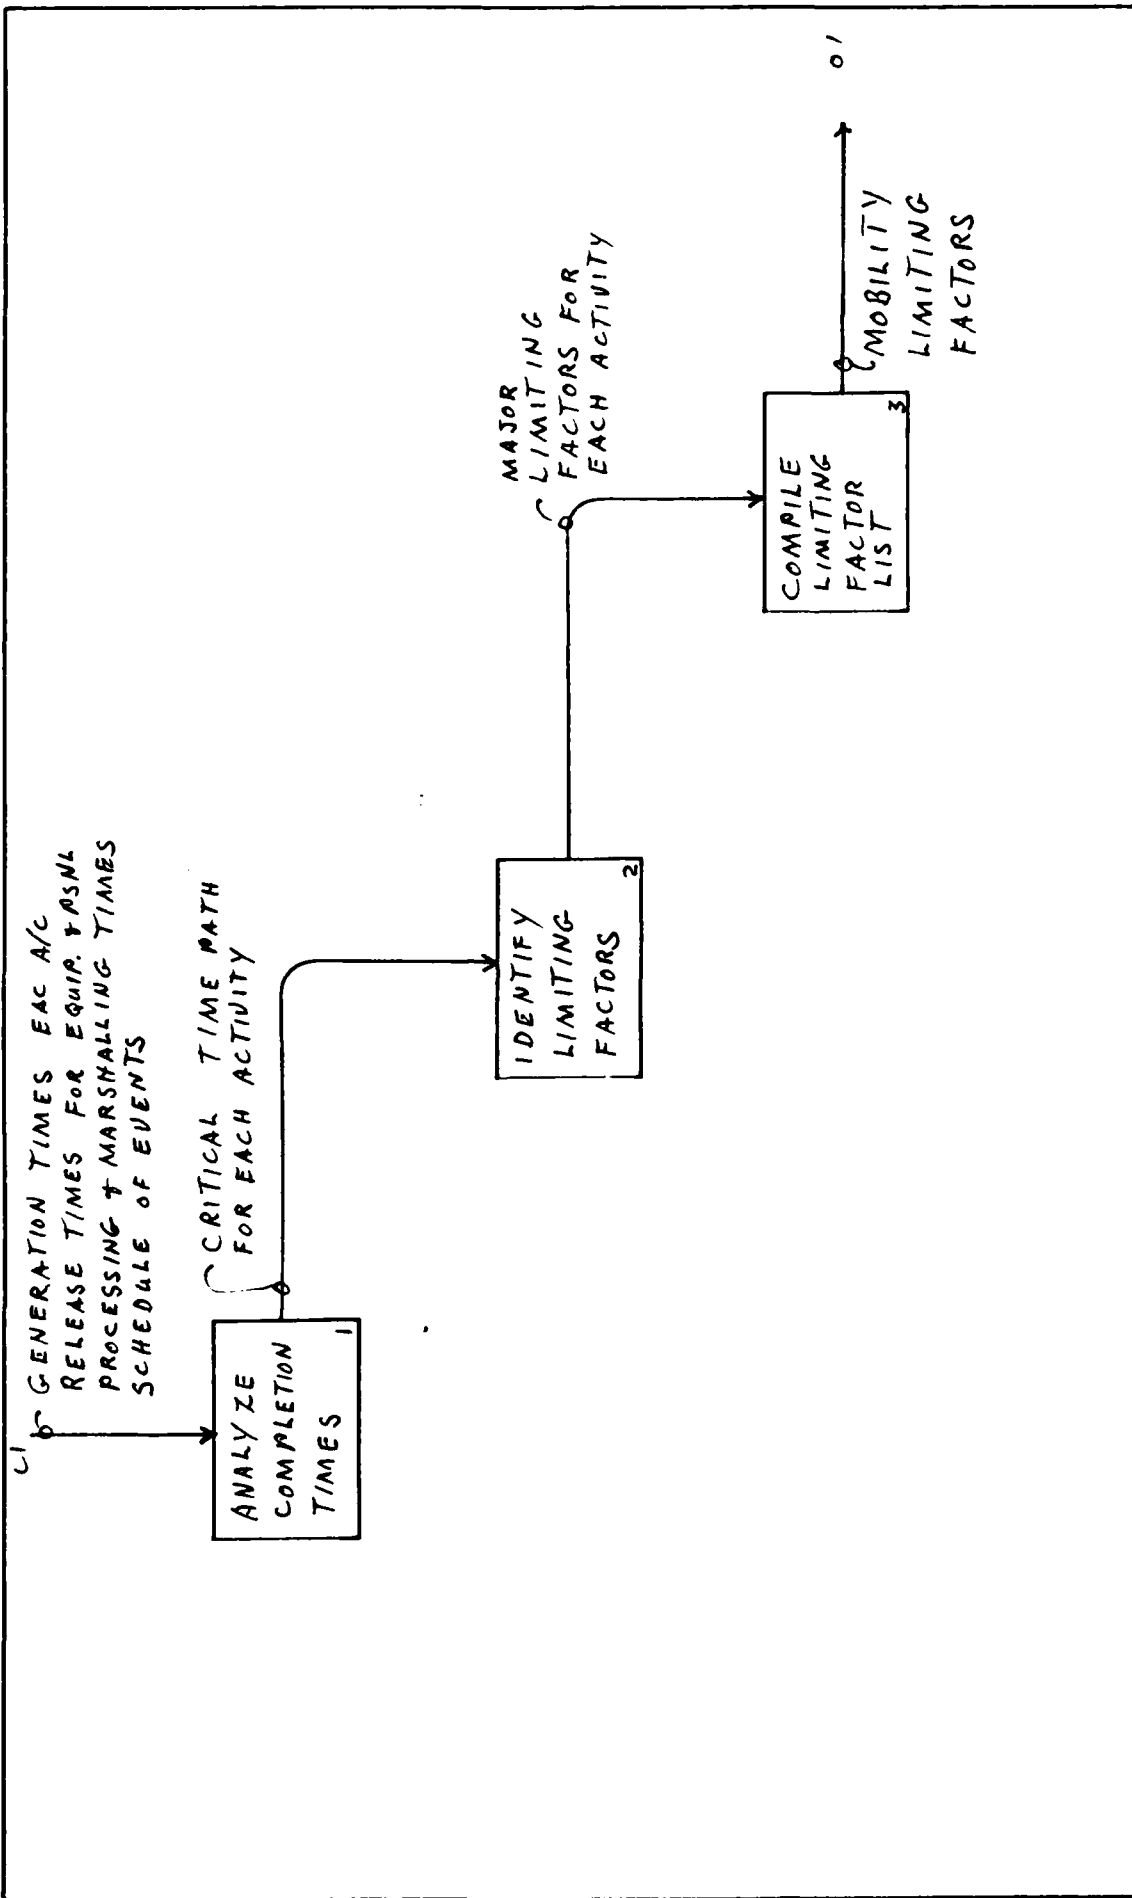 C1
GENERATION TIMES EAC A/C
RELEASE TIMES FOR EQUIP. & PSNL
PROCESSING & MARSHALLING TIMES
SCHEDULE OF EVENTS
ANALYZE
COMPLETION
TIMES
1
CRITICAL TIME PATH
FOR EACH ACTIVITY
IDENTIFY
LIMITING
FACTORS
2
MAJOR
LIMITING
FACTORS FOR
EACH ACTIVITY
COMPILE
LIMITING
FACTOR
LIST
3
MOBILITY
LIMITING
FACTORS
O1